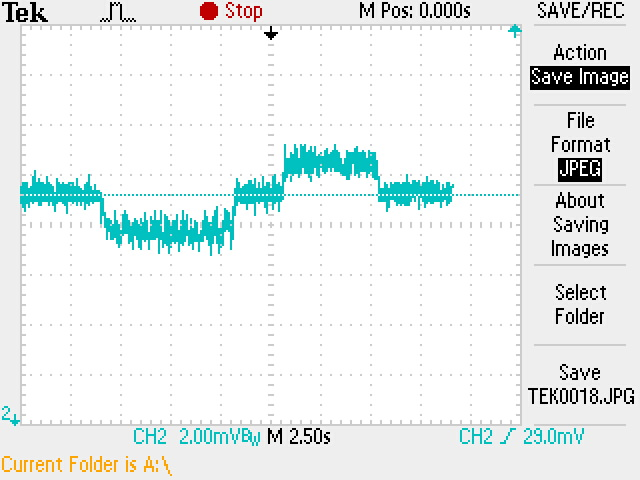 Tek Stop M Pos: 0.000s SAVE/REC
Action
Save Image
File
Format
JPEG
About
Saving
Images
Select
Folder
Save
TEK0018.JPG
2
CH2 2.00mVBw M 2.50s CH2 29.0mV
Current Folder is A:\